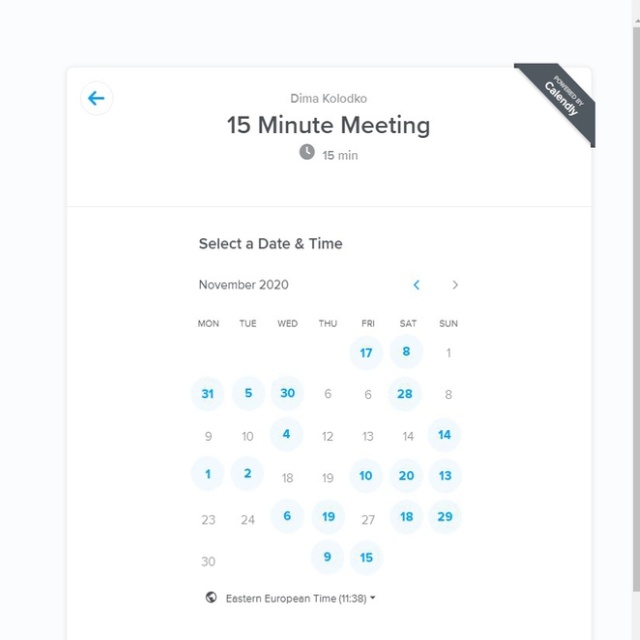 Dima Kolodko
15 Minute Meeting
15 min
POWERED BY
Calendly
Select a Date & Time
November 2020
MON TUE WED THU FRI SAT SUN
17 8 1
31 5 30 6 6 28 8
9 10 4 12 13 14 14
1 2 18 19 10 20 13
23 24 6 19 27 18 29
30 9 15
Eastern European Time (11:38)